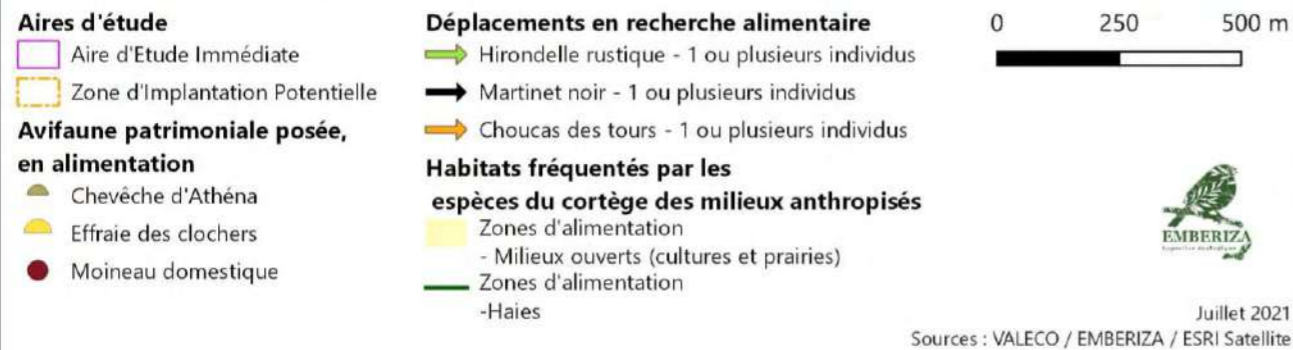 Aires d'étude
Aire d'Etude Immédiate
Zone d'Implantation Potentielle
Avifaune patrimoniale posée,
en alimentation
Chevêche d'Athéna
Effraie des clochers
Moineau domestique
Déplacements en recherche alimentaire
Hirondelle rustique - 1 ou plusieurs individus
Martinet noir - 1 ou plusieurs individus
Choucas des tours - 1 ou plusieurs individus
Habitats fréquentés par les
espèces du cortège des milieux anthropisés
Zones d'alimentation
- Milieux ouverts (cultures et prairies)
Zones d'alimentation
-Haies
0 250 500 m
EMBERIZA
Juillet 2021
Sources : VALECO / EMBERIZA / ESRI Satellite